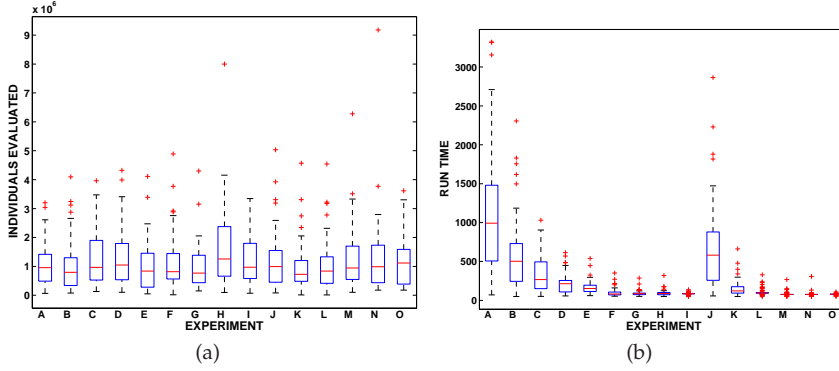 x 10^6
9
8
7
6
5
4
3
2
1
0
INDIVIDUALS EVALUATED
A B C D E F G H I J K L M N O
EXPERIMENT
(a)
3000
2500
2000
1500
1000
500
0
RUN TIME
A B C D E F G H I J K L M N O
EXPERIMENT
(b)